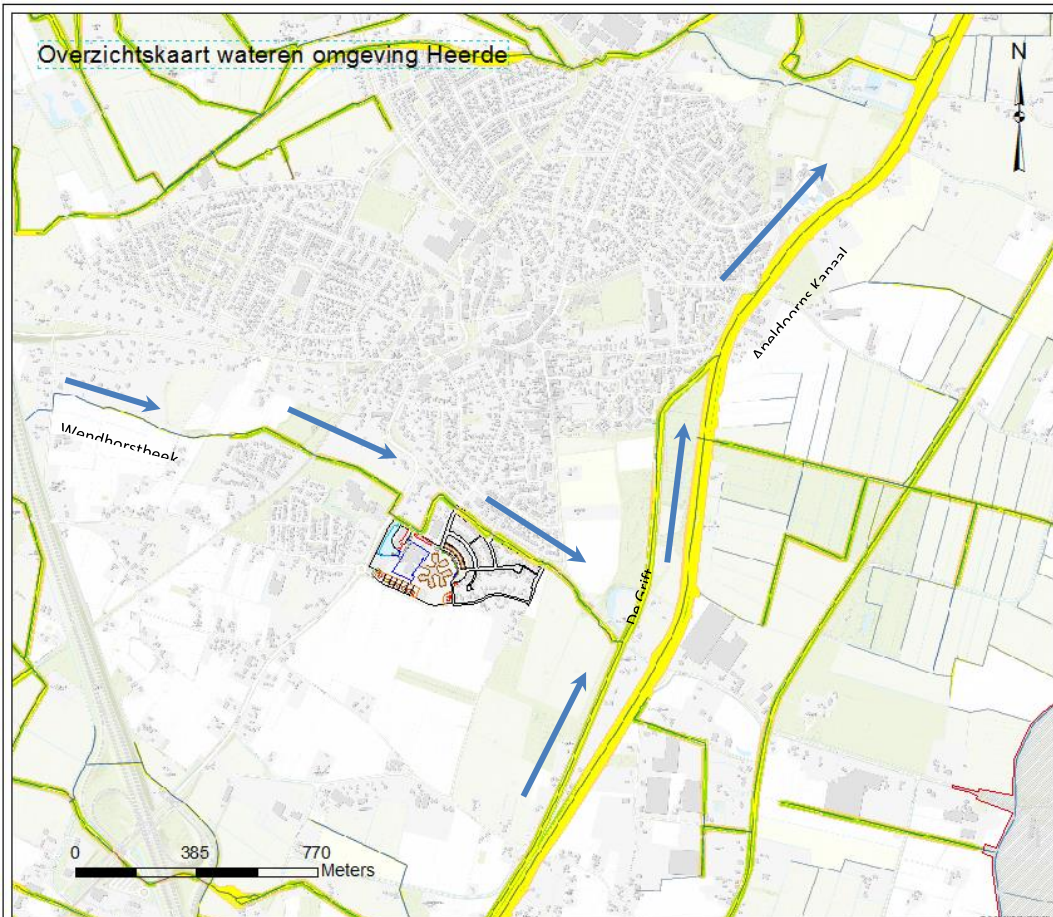 Overzichtskaart wateren omgeving Heerde
N
Apeldoorns Kanaal
Wendhorstbeek
De Grift
0 385 770
Meters